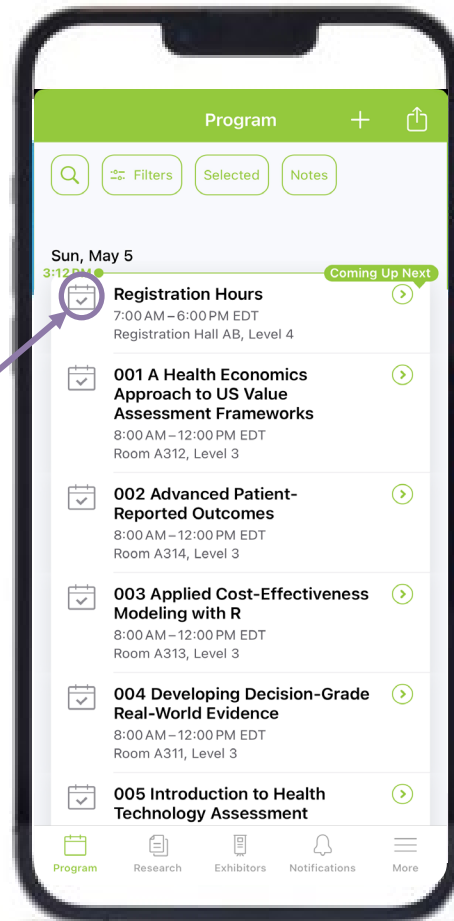 Program
Filters
Selected
Notes
Sun, May 5
3:12 PM
Coming Up Next
Registration Hours
7:00 AM – 6:00 PM EDT
Registration Hall AB, Level 4
001 A Health Economics
Approach to US Value
Assessment Frameworks
8:00 AM – 12:00 PM EDT
Room A312, Level 3
002 Advanced Patient-
Reported Outcomes
8:00 AM – 12:00 PM EDT
Room A314, Level 3
003 Applied Cost-Effectiveness
Modeling with R
8:00 AM – 12:00 PM EDT
Room A313, Level 3
004 Developing Decision-Grade
Real-World Evidence
8:00 AM – 12:00 PM EDT
Room A311, Level 3
005 Introduction to Health
Technology Assessment
Program
Research
Exhibitors
Notifications
More